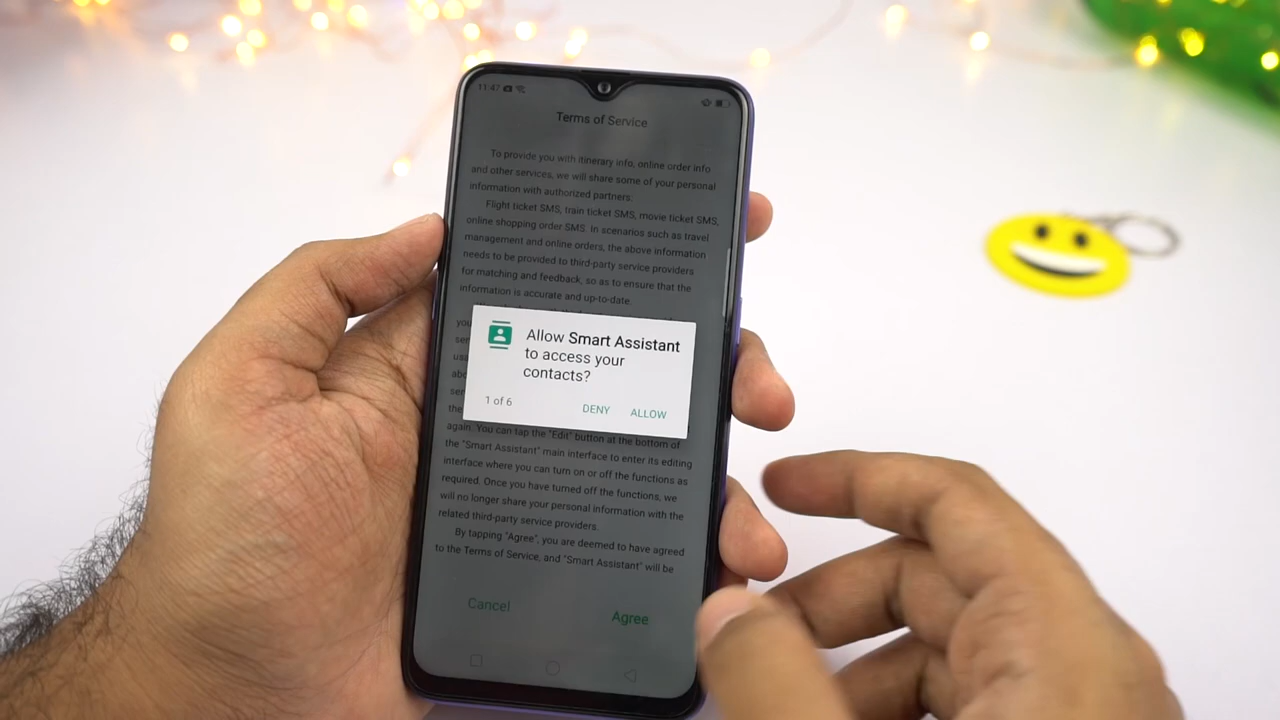 11:47
Terms of Service
To provide you with itinerary info, online order info
and other services, we will share some of your personal
information with authorized partners:
Flight ticket SMS, train ticket SMS, movie ticket SMS,
online shopping order SMS. In scenarios such as travel
management and online orders, the above information
needs to be provided to third-party service providers
for matching and feedback, so as to ensure that the
information is accurate and up-to-date.
Allow Smart Assistant
to access your
contacts?
1 of 6
DENY
ALLOW
again. You can tap the "Edit" button at the bottom of
the "Smart Assistant" main interface to enter its editing
interface where you can turn on or off the functions as
required. Once you have turned off the functions, we
will no longer share your personal information with the
related third-party service providers.
By tapping "Agree", you are deemed to have agreed
to the Terms of Service, and "Smart Assistant" will be
Cancel
Agree